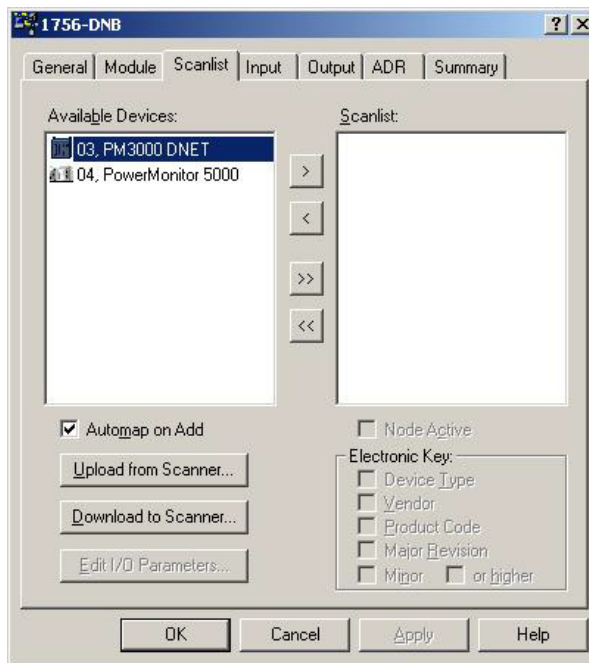 1756-DNB
General Module Scanlist Input Output ADR Summary
Available Devices:
Scanlist:
03, PM3000 DNET
04, PowerMonitor 5000
>
<
>>
<<
Automap on Add
Node Active
Upload from Scanner...
Electronic Key:
Device Type
Vendor
Download to Scanner...
Product Code
Major Revision
Edit I/O Parameters...
Minor or higher
OK Cancel Apply Help